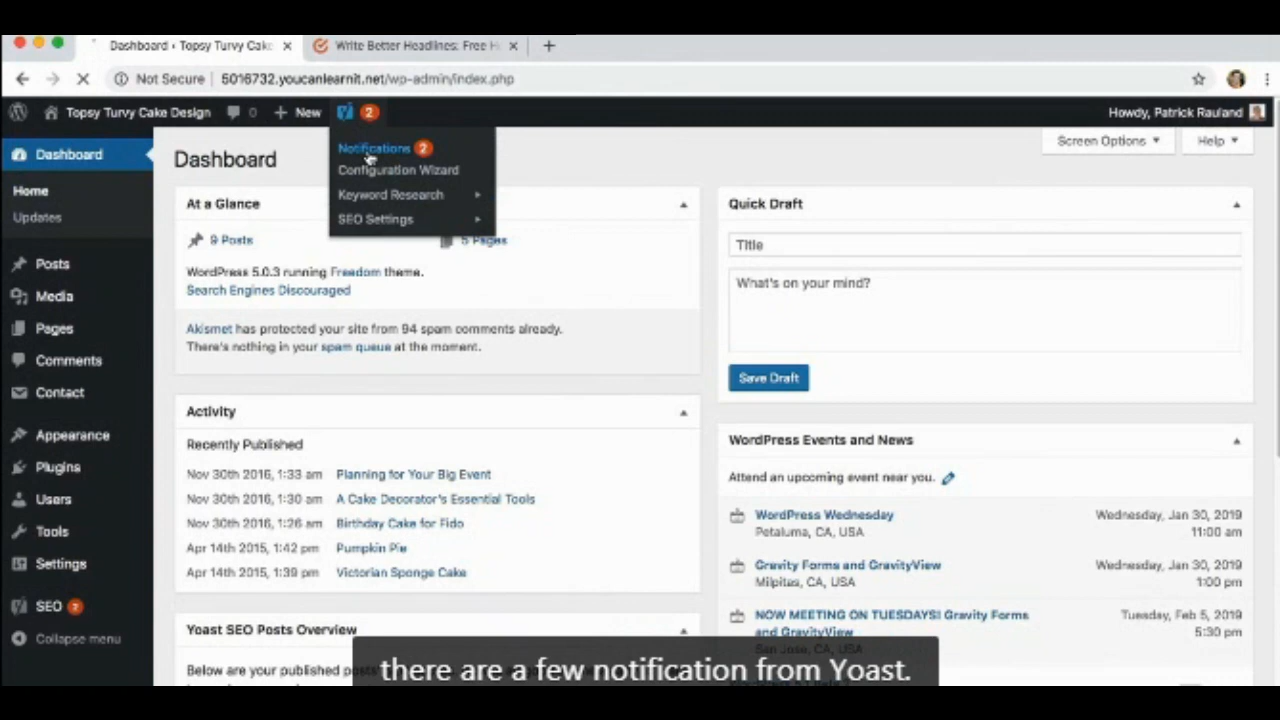 Dashboard ‹ Topsy Turvy Cake
Write Better Headlines: Free H
Not Secure
5016732.youcanlearnit.net/wp-admin/index.php
Topsy Turvy Cake Design
0
New
2
Howdy, Patrick Rauland
Dashboard
Notifications 2
Configuration Wizard
Keyword Research
SEO Settings
Dashboard
Screen Options
Help
Home
Updates
Posts
Media
Pages
Comments
Contact
Appearance
Plugins
Users
Tools
Settings
SEO 2
Collapse menu
At a Glance
9 Posts
5 Pages
WordPress 5.0.3 running Freedom theme.
Search Engines Discouraged
Akismet has protected your site from 94 spam comments already.
There's nothing in your spam queue at the moment.
Activity
Recently Published
Nov 30th 2016, 1:33 am Planning for Your Big Event
Nov 30th 2016, 1:30 am A Cake Decorator's Essential Tools
Nov 30th 2016, 1:26 am Birthday Cake for Fido
Apr 14th 2015, 1:42 pm Pumpkin Pie
Apr 14th 2015, 1:39 pm Victorian Sponge Cake
Yoast SEO Posts Overview
Below are your published posts
Quick Draft
Title
What's on your mind?
Save Draft
WordPress Events and News
Attend an upcoming event near you.
WordPress Wednesday
Petaluma, CA, USA
Wednesday, Jan 30, 2019
11:00 am
Gravity Forms and GravityView
Milpitas, CA, USA
Wednesday, Jan 30, 2019
1:00 pm
NOW MEETING ON TUESDAYS! Gravity Forms
and GravityView
San Jose, CA, USA
Tuesday, Feb 5, 2019
5:30 pm
there are a few notification from Yoast.